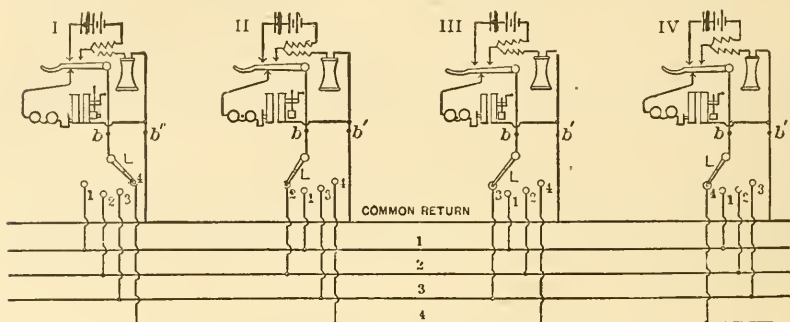 I II III IV
b b" b b' b b' b b'
L L L L
1 2 3 4 2 1 3 4 3 1 2 4 4 1 2 3
COMMON RETURN
1
2
3
4